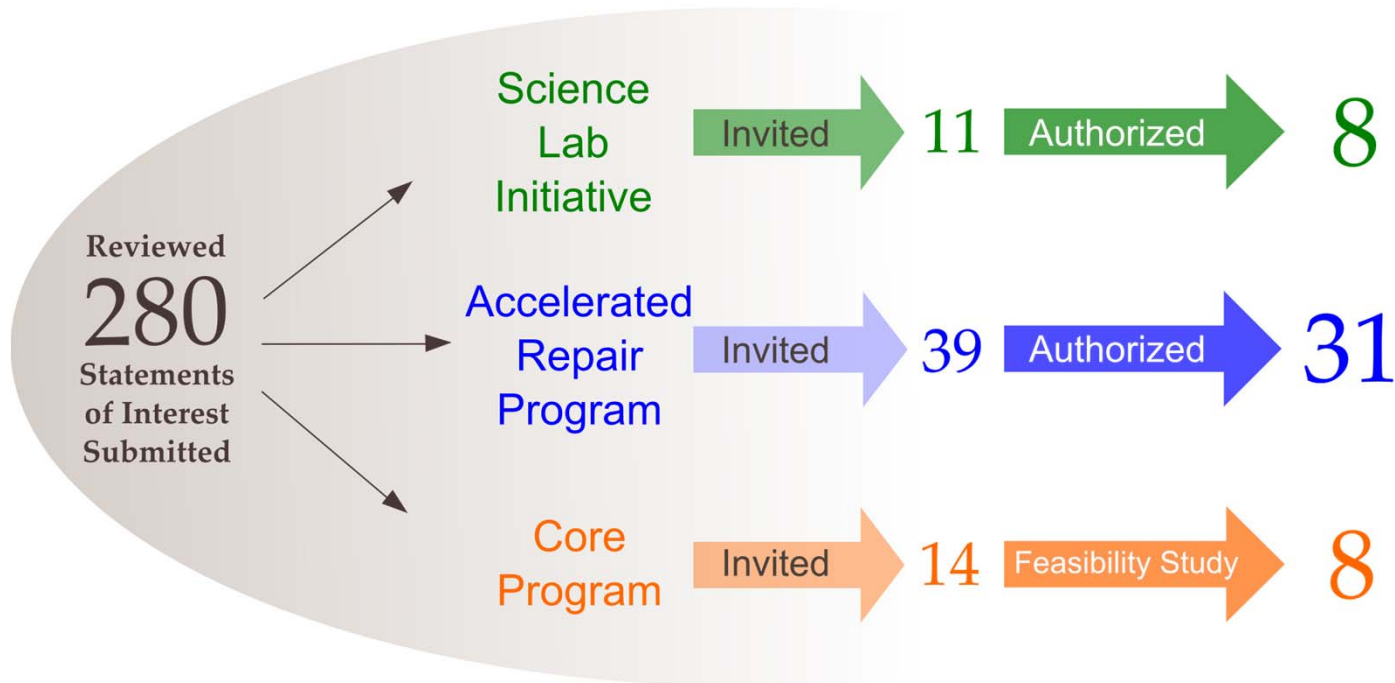 Reviewed
280
Statements
of Interest
Submitted
Science
Lab
Initiative
Invited
11
Authorized
8
Accelerated
Repair
Program
Invited
39
Authorized
31
Core
Program
Invited
14
Feasibility Study
8